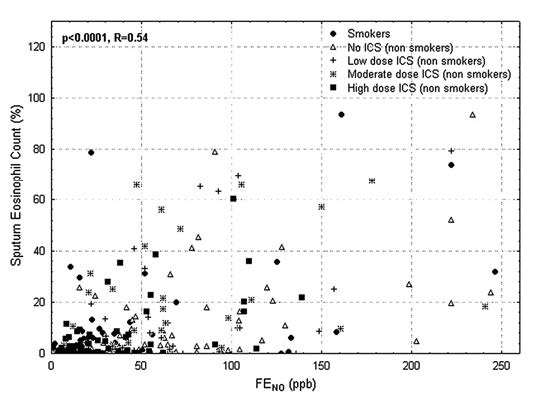 p<0.0001, R=0.54
Smokers
No ICS (non smokers)
Low dose ICS (non smokers)
Moderate dose ICS (non smokers)
High dose ICS (non smokers)
Sputum Eosinophil Count (%)
120
100
80
60
40
20
0
0 50 100 150 200 250
FENO (ppb)